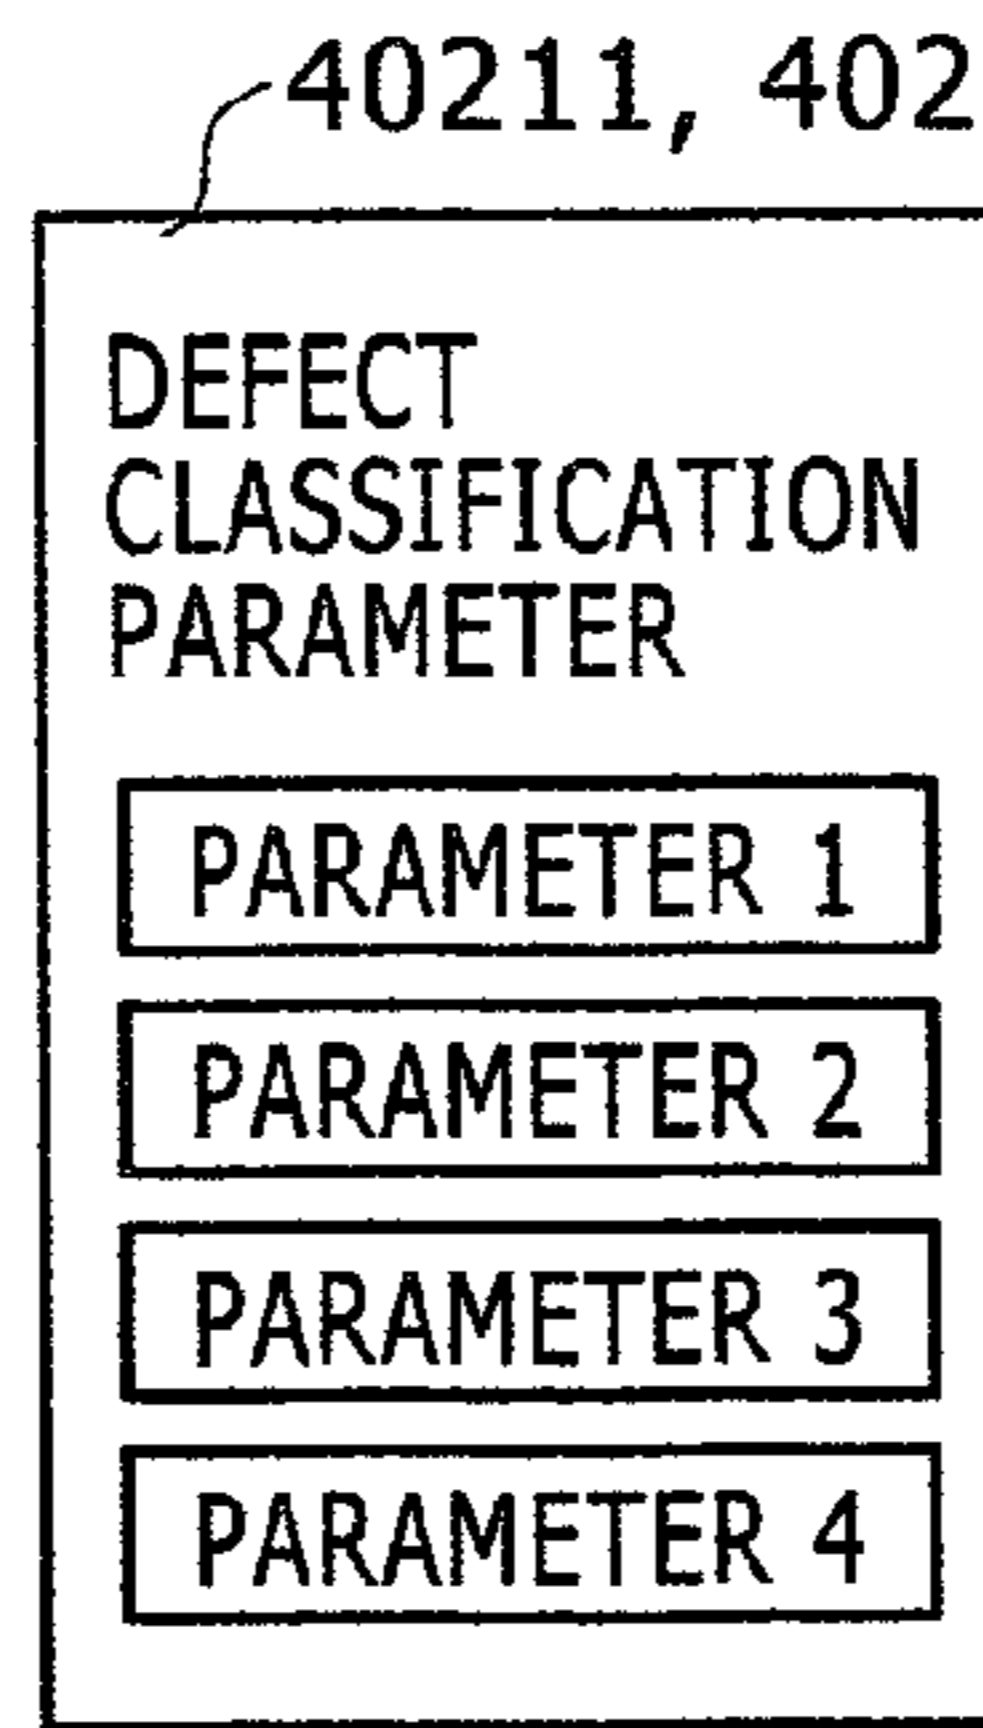 40211, 402
DEFECT
CLASSIFICATION
PARAMETER
PARAMETER 1
PARAMETER 2
PARAMETER 3
PARAMETER 4